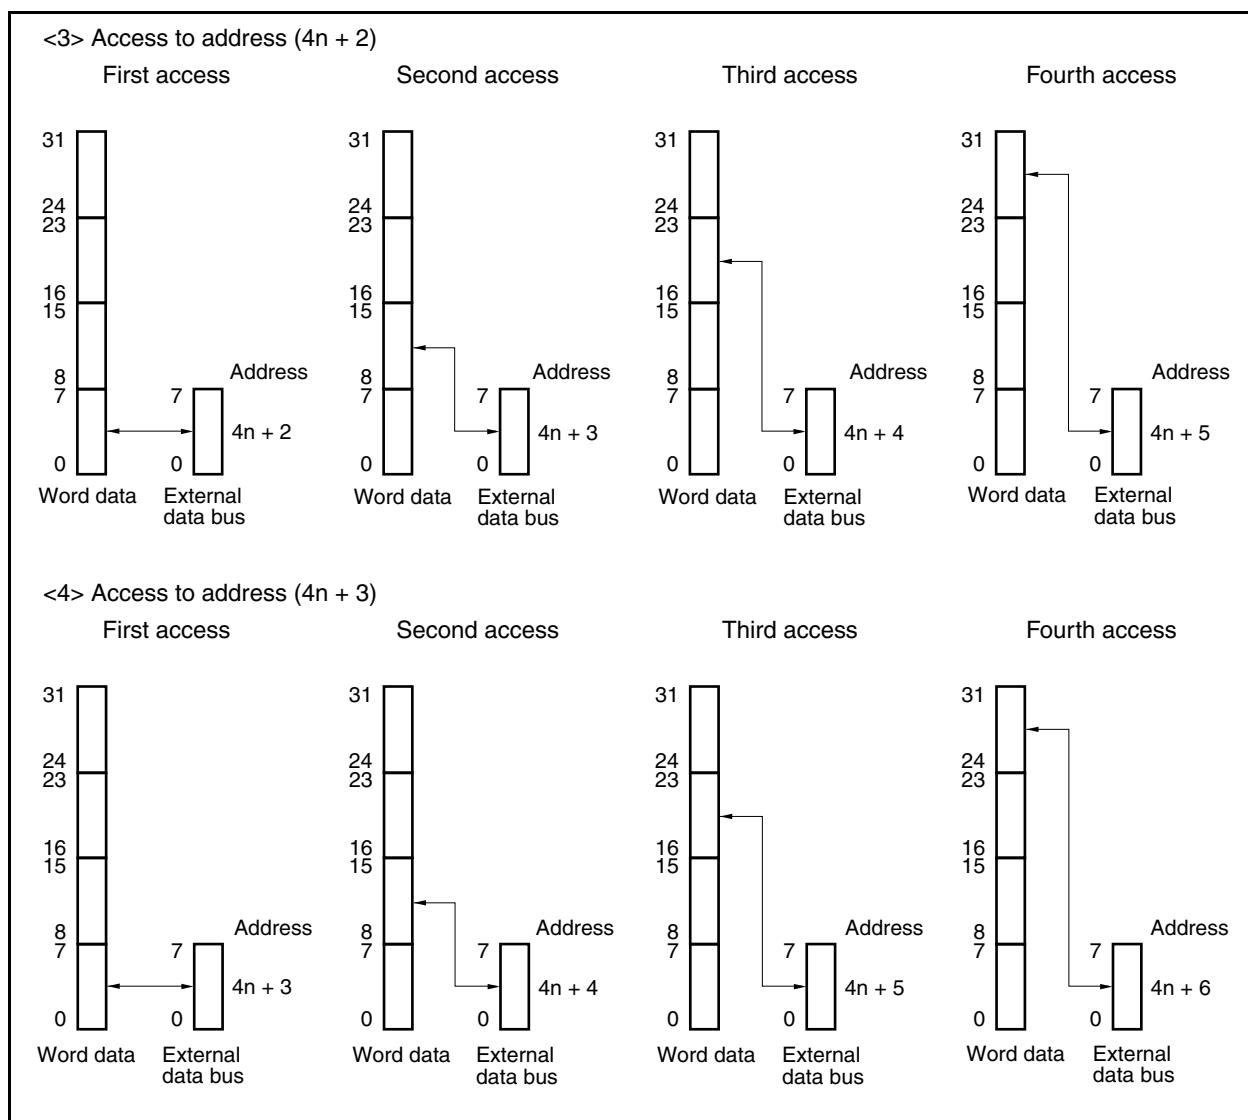 <3> Access to address (4n + 2)
First access
Second access
Third access
Fourth access
31
24
23
16
15
8
7
0
Address
7
4n + 2
0
Word data
External
data bus
31
24
23
16
15
8
7
0
Address
7
4n + 3
0
Word data
External
data bus
31
24
23
16
15
8
7
0
Address
7
4n + 4
0
Word data
External
data bus
31
24
23
16
15
8
7
0
Address
7
4n + 5
0
Word data
External
data bus
<4> Access to address (4n + 3)
First access
Second access
Third access
Fourth access
31
24
23
16
15
8
7
0
Address
7
4n + 3
0
Word data
External
data bus
31
24
23
16
15
8
7
0
Address
7
4n + 4
0
Word data
External
data bus
31
24
23
16
15
8
7
0
Address
7
4n + 5
0
Word data
External
data bus
31
24
23
16
15
8
7
0
Address
7
4n + 6
0
Word data
External
data bus